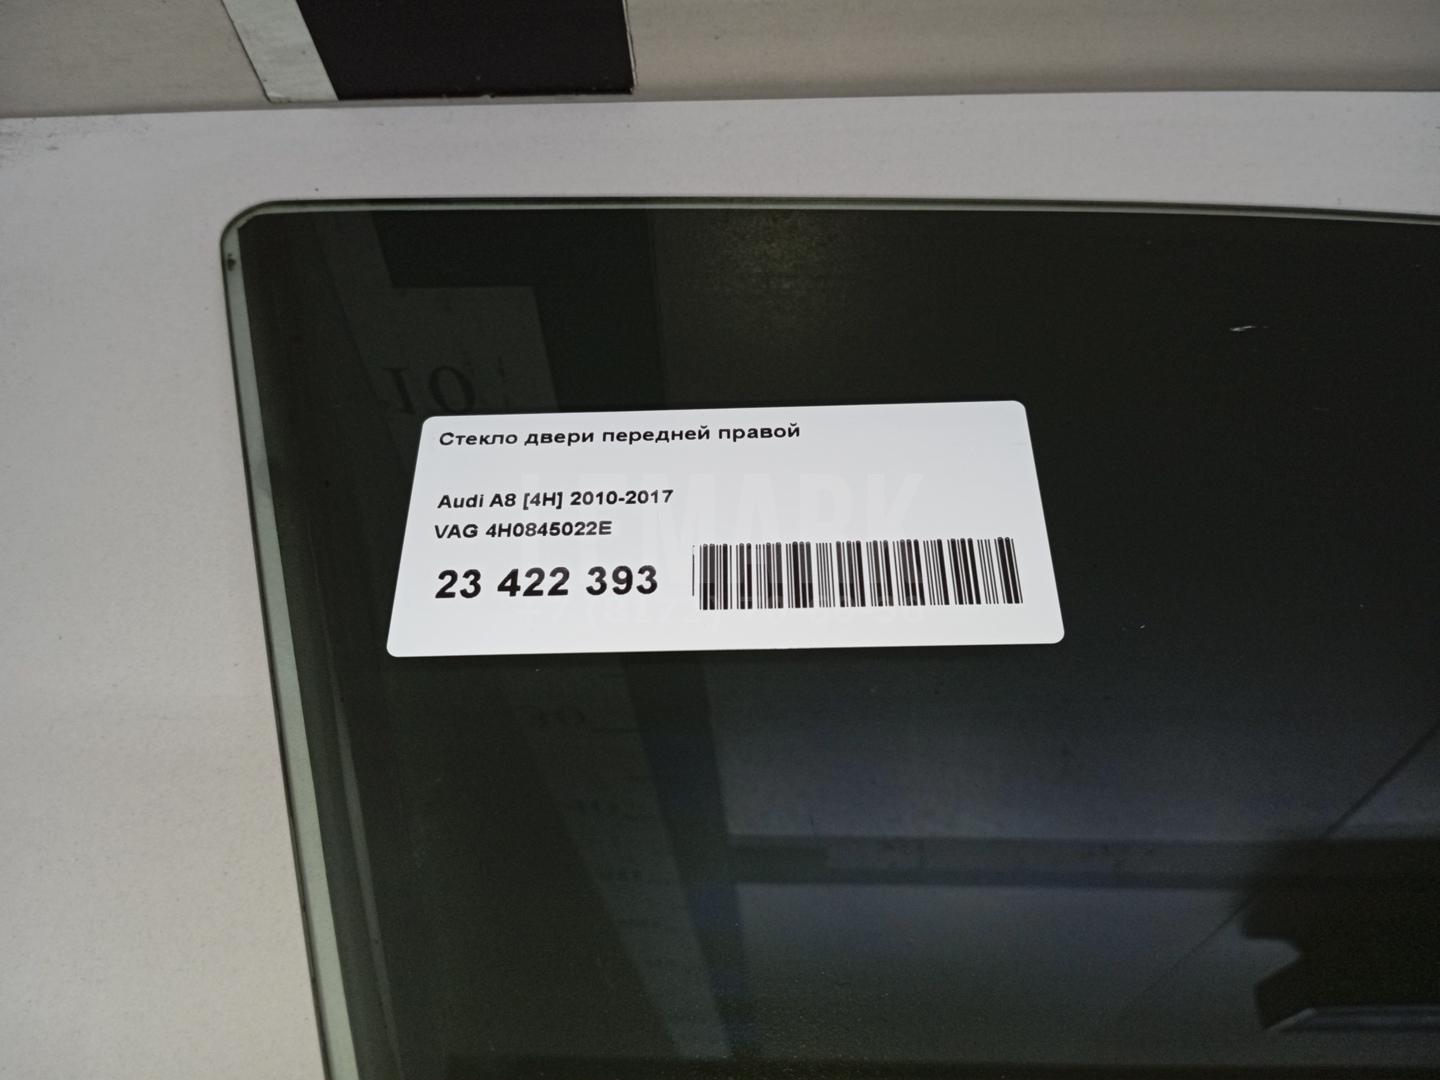 Стекло двери передней правой
Audi A8 [4H] 2010-2017
VAG 4H0845022E
23 422 393